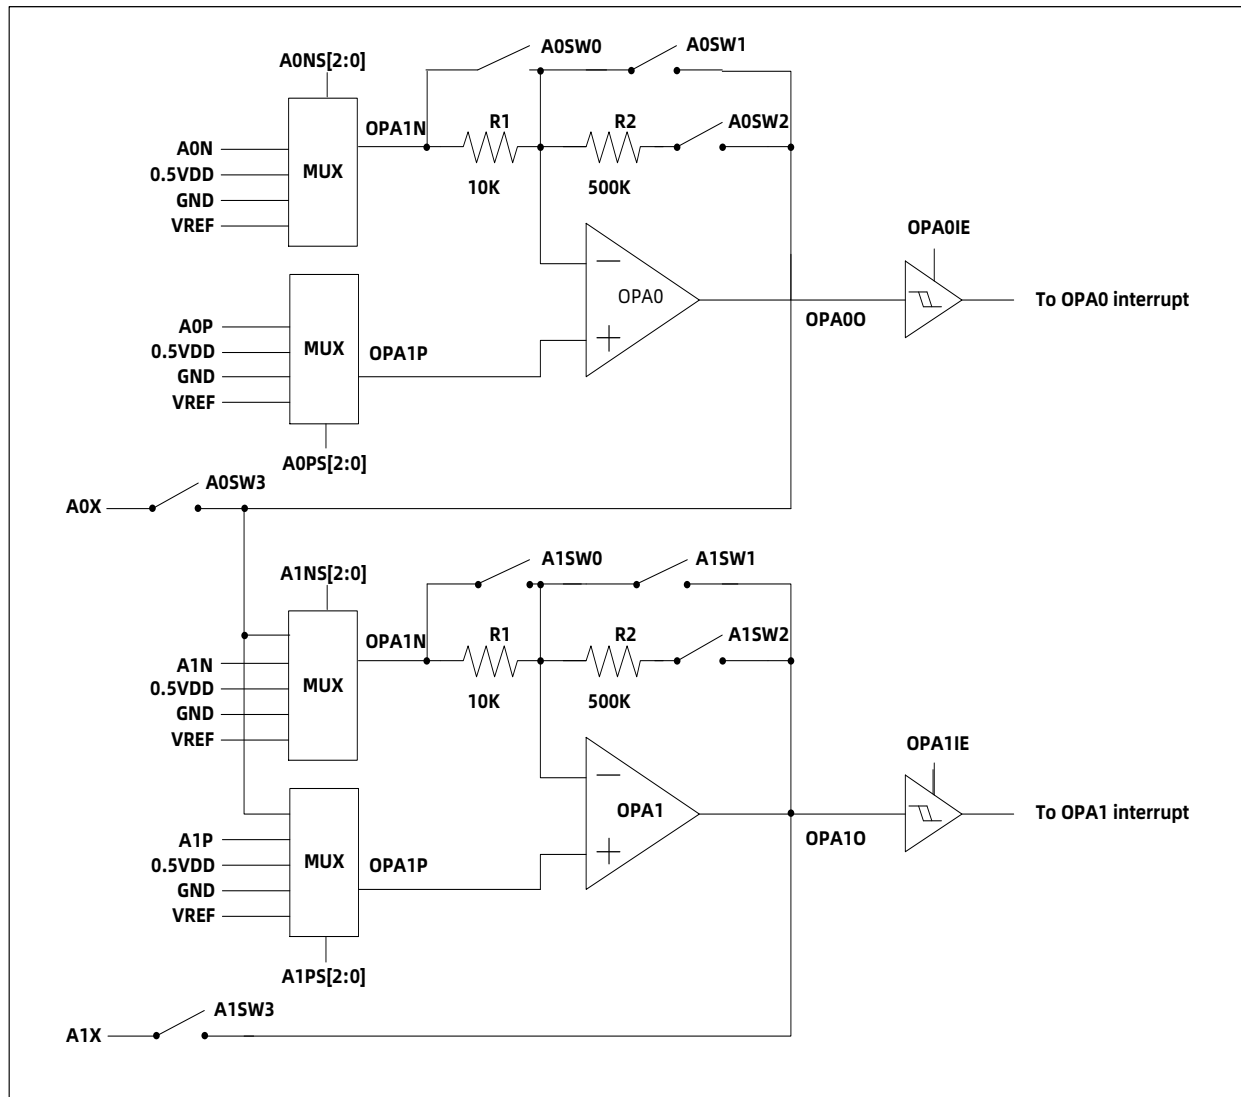 A0SW0
A0SW1
A0NS[2:0]
OPA1N
R1
R2
A0SW2
A0N
0.5VDD
GND
VREF
MUX
10K
500K
OPA0IE
OPA0
To OPA0 interrupt
OPA0O
A0P
0.5VDD
GND
VREF
MUX
OPA1P
A0PS[2:0]
A0SW3
A0X
A1SW0
A1SW1
A1NS[2:0]
OPA1N
R1
R2
A1SW2
A1N
0.5VDD
GND
VREF
MUX
10K
500K
OPA1IE
OPA1
To OPA1 interrupt
OPA1O
A1P
0.5VDD
GND
VREF
MUX
OPA1P
A1PS[2:0]
A1SW3
A1X